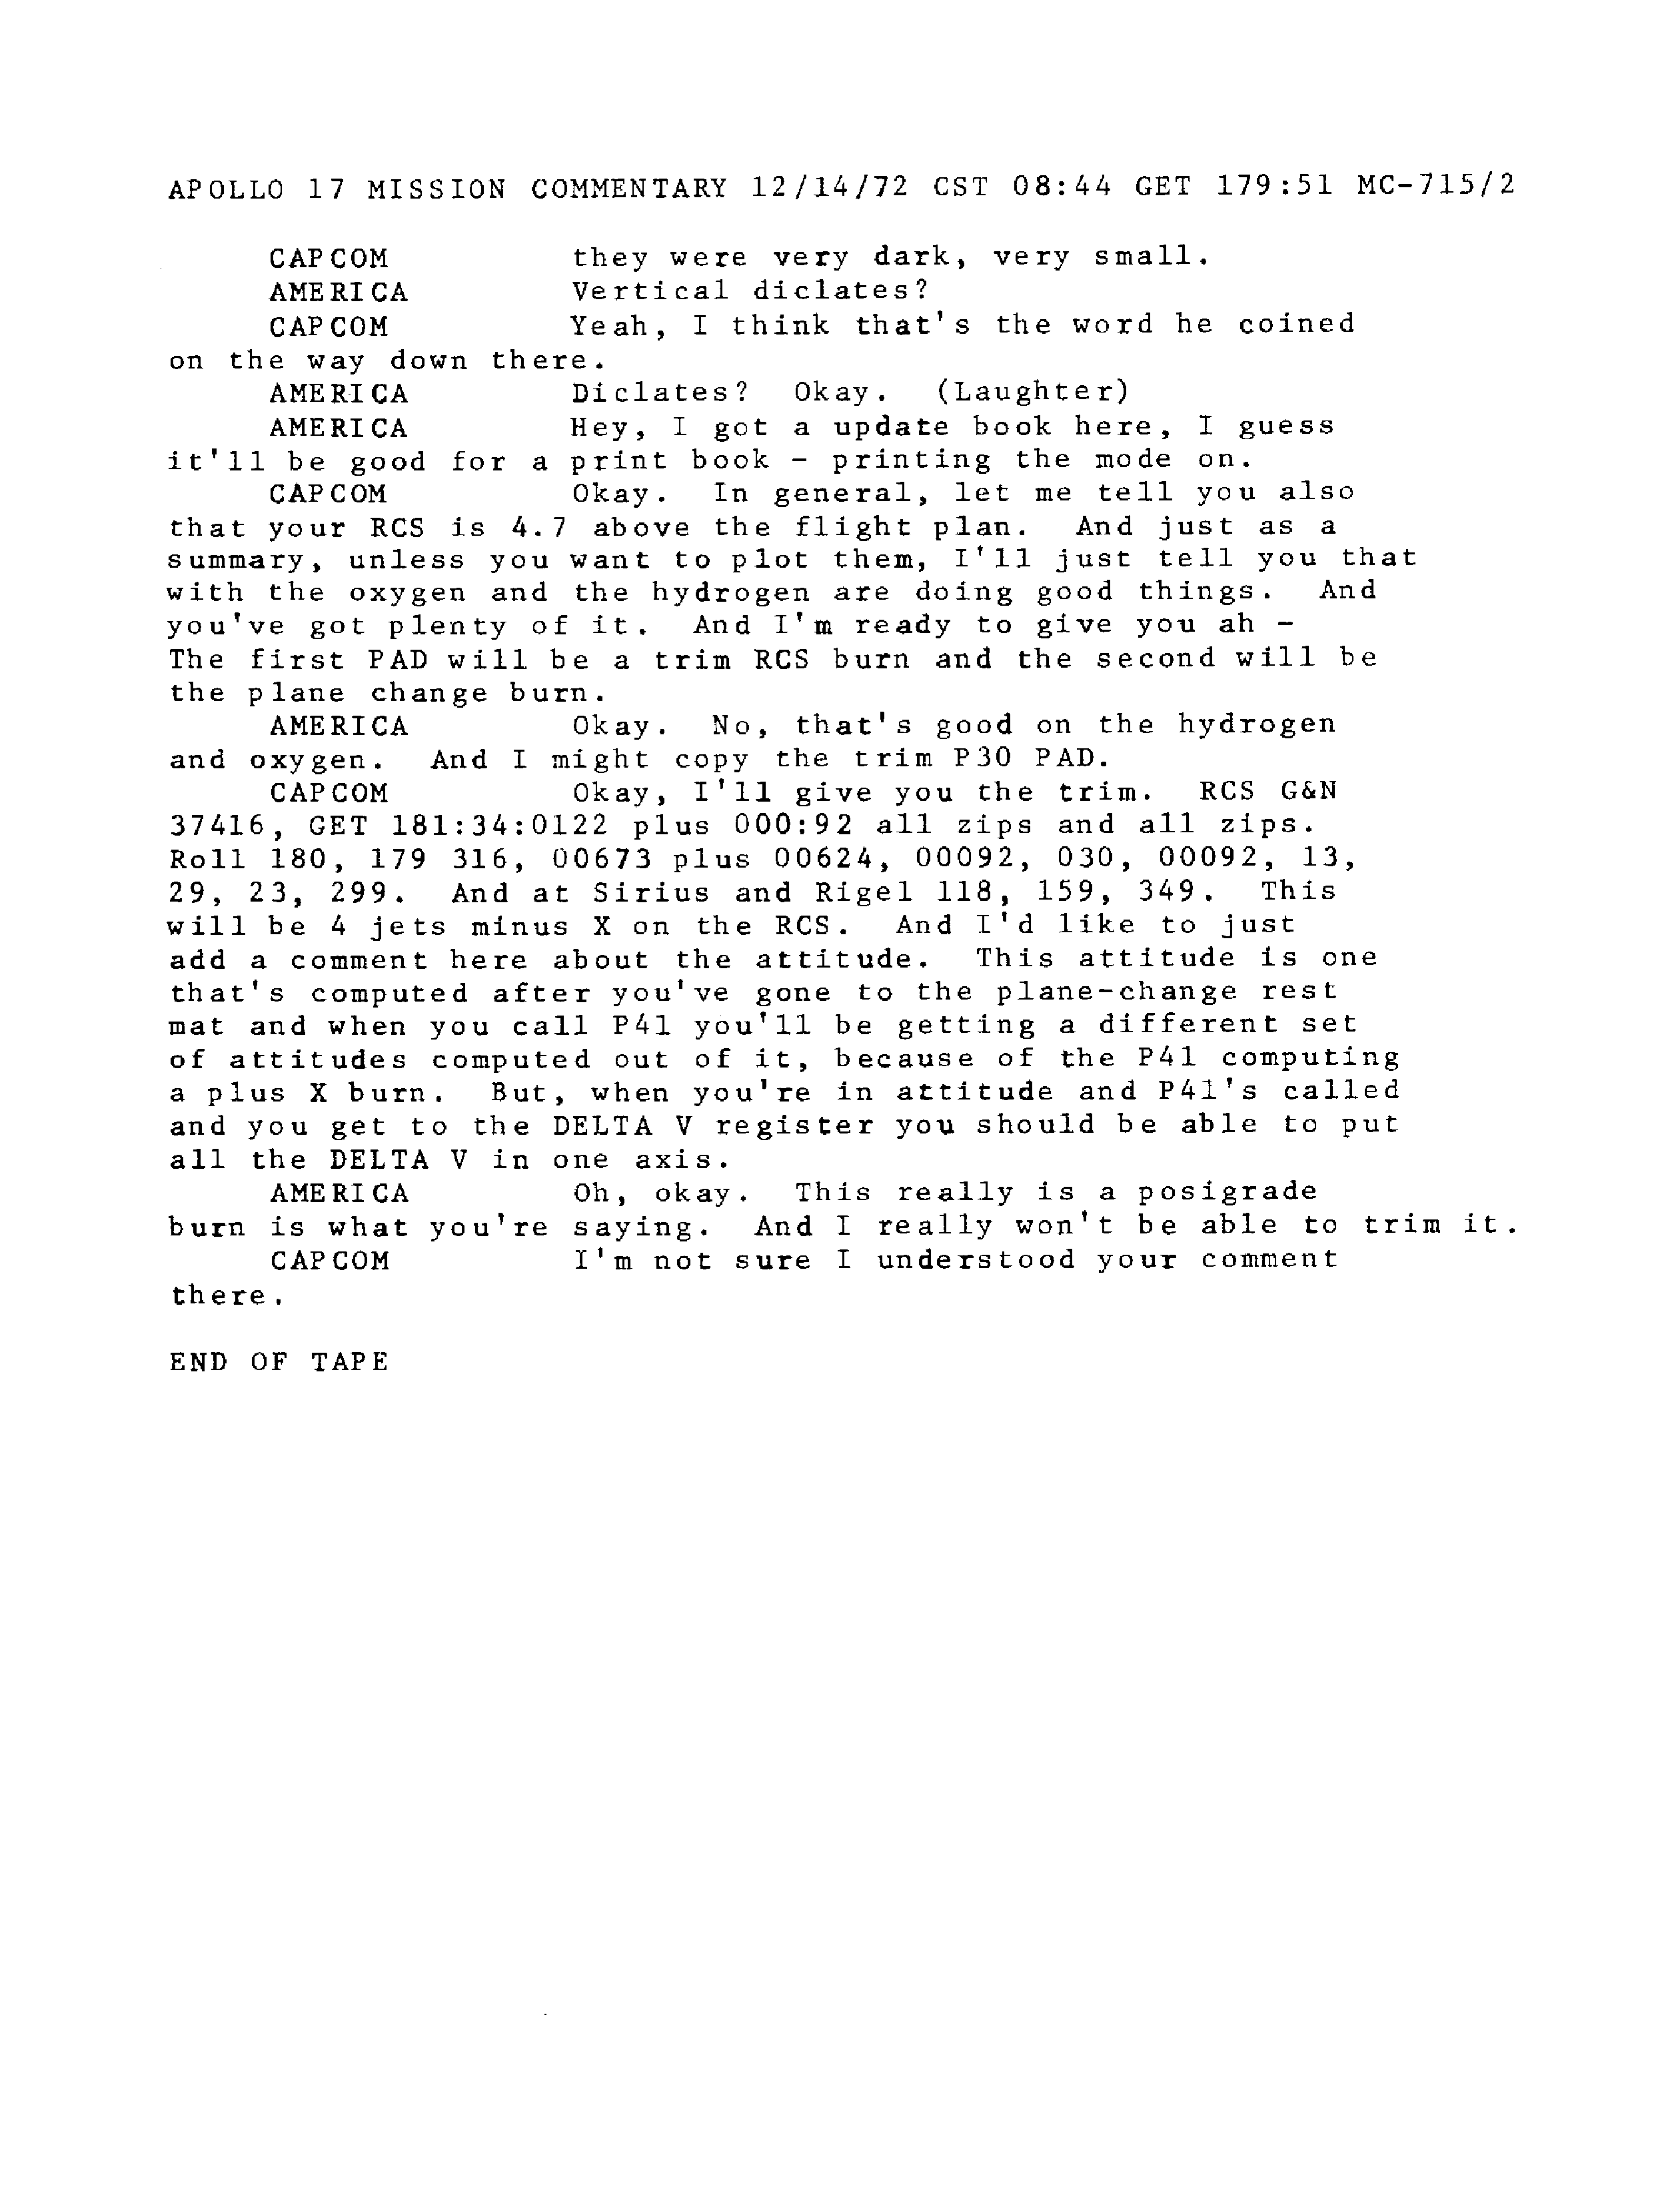 APOLLO 17 MISSION COMMENTARY 12/14/72 CST 08:44 GET 179:51 MC-715/2
CAPCOM they were very dark, very small.
AMERICA Vertical diclates?
CAPCOM Yeah, I think that's the word he coined
on the way down there.
AMERICA Diclates? Okay. (Laughter)
AMERICA Hey, I got a update book here, I guess
it'll be good for a print book - printing the mode on.
CAPCOM Okay. In general, let me tell you also
that your RCS is 4.7 above the flight plan. And just as a
summary, unless you want to plot them, I'll just tell you that
with the oxygen and the hydrogen are doing good things. And
you've got plenty of it. And I'm ready to give you ah -
The first PAD will be a trim RCS burn and the second will be
the plane change burn.
AMERICA Okay. No, that's good on the hydrogen
and oxygen. And I might copy the trim P30 PAD.
CAPCOM Okay, I'll give you the trim. RCS G&N
37416, GET 181:34:0122 plus 000:92 all zips and all zips.
Roll 180, 179 316, 00673 plus 00624, 00092, 030, 00092, 13,
29, 23, 299. And at Sirius and Rigel 118, 159, 349. This
will be 4 jets minus X on the RCS. And I'd like to just
add a comment here about the attitude. This attitude is one
that's computed after you've gone to the plane-change rest
mat and when you call P41 you'll be getting a different set
of attitudes computed out of it, because of the P41 computing
a plus X burn. But, when you're in attitude and P41's called
and you get to the DELTA V register you should be able to put
all the DELTA V in one axis.
AMERICA Oh, okay. This really is a posigrade
burn is what you're saying. And I really won't be able to trim it.
CAPCOM I'm not sure I understood your comment
there.
END OF TAPE